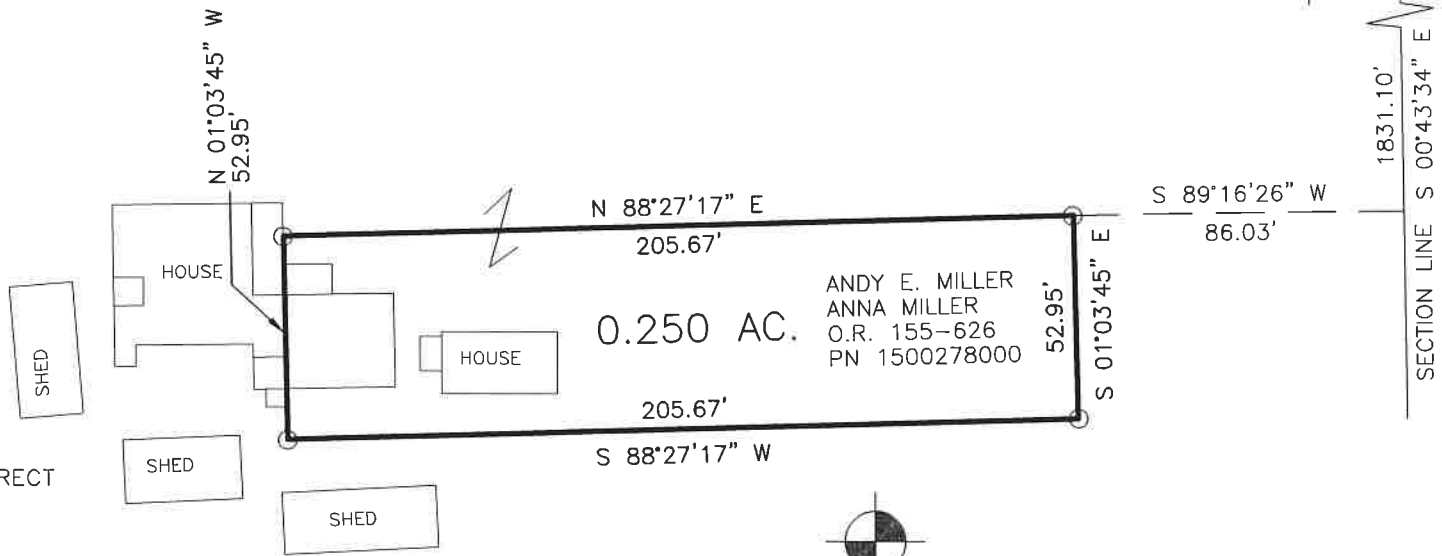 N 01°03'45" W
52.95'
1831.10'
SECTION LINE S 00°43'34" E
N 88°27'17" E
205.67'
S 89°16'26" W
86.03'
HOUSE
ANDY E. MILLER
ANNA MILLER
O.R. 155-626
PN 1500278000
0.250 AC.
52.95'
S 01°03'45" E
HOUSE
SHED
205.67'
S 88°27'17" W
SHED
RECT
SHED